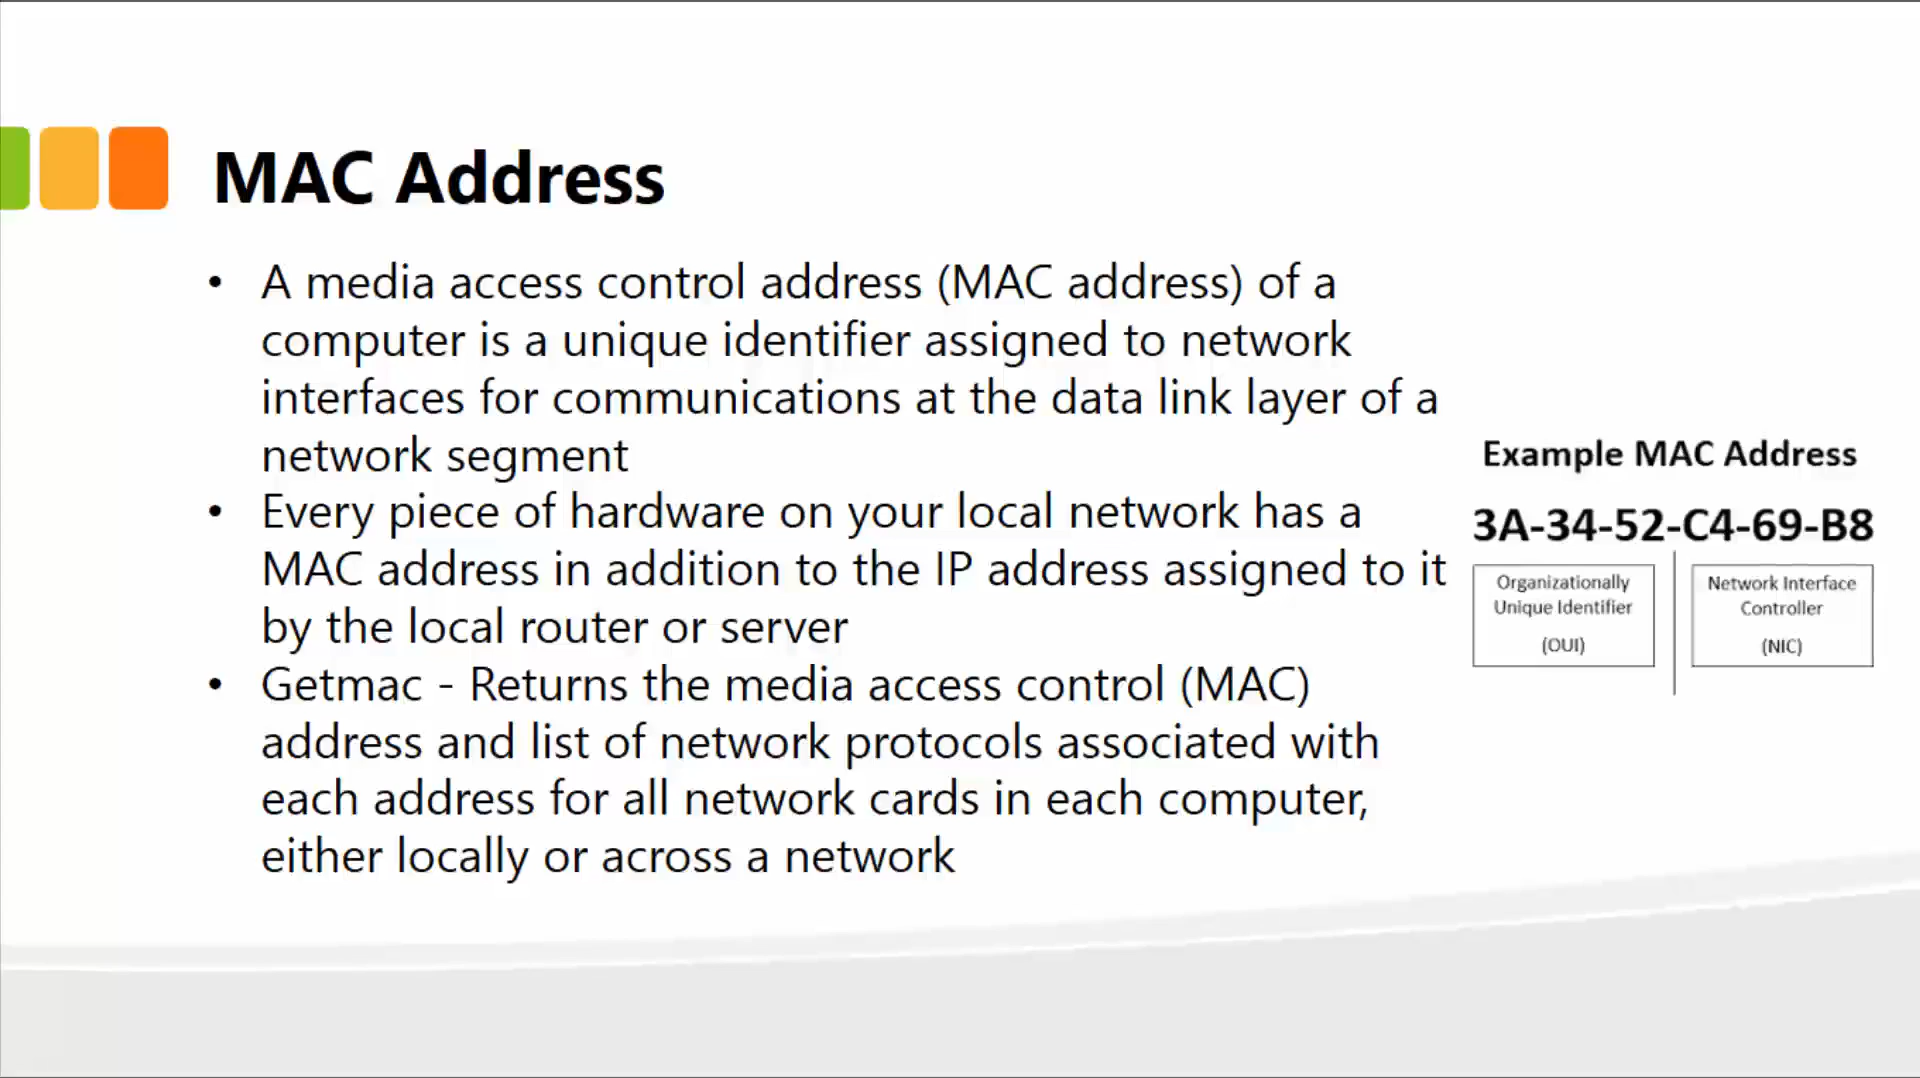 MAC Address
• A media access control address (MAC address) of a
computer is a unique identifier assigned to network
interfaces for communications at the data link layer of a
network segment
• Every piece of hardware on your local network has a
MAC address in addition to the IP address assigned to it
by the local router or server
• Getmac - Returns the media access control (MAC)
address and list of network protocols associated with
each address for all network cards in each computer,
either locally or across a network
Example MAC Address
3A-34-52-C4-69-B8
Organizationally
Unique Identifier
(OUI)
Network Interface
Controller
(NIC)